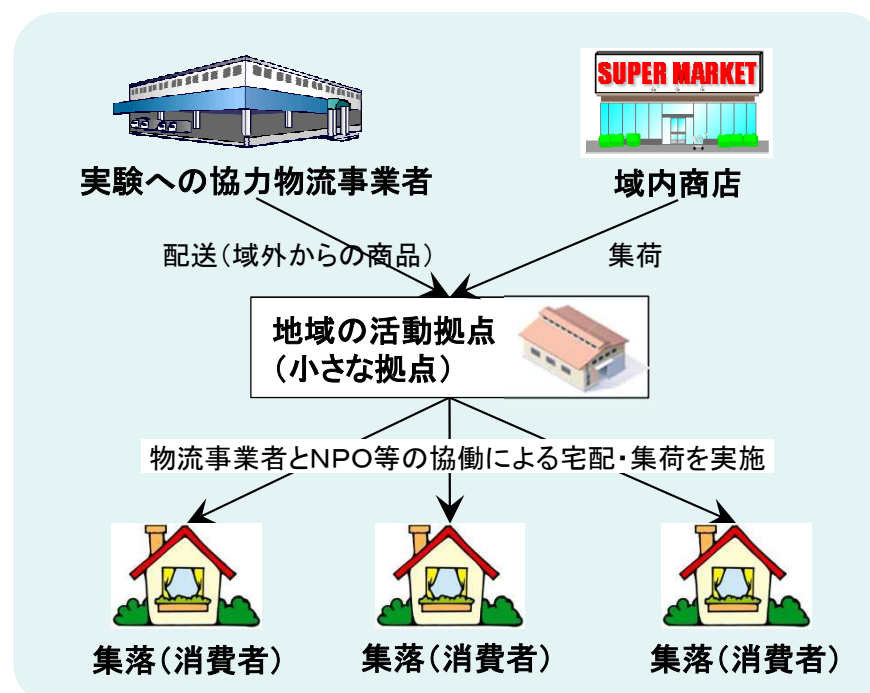 SUPER MARKET
実験への協力物流事業者
域内商店
配送(域外からの商品)
集荷
地域の活動拠点
(小さな拠点)
物流事業者とNPO等の協働による宅配・集荷を実施
集落(消費者)
集落(消費者)
集落(消費者)